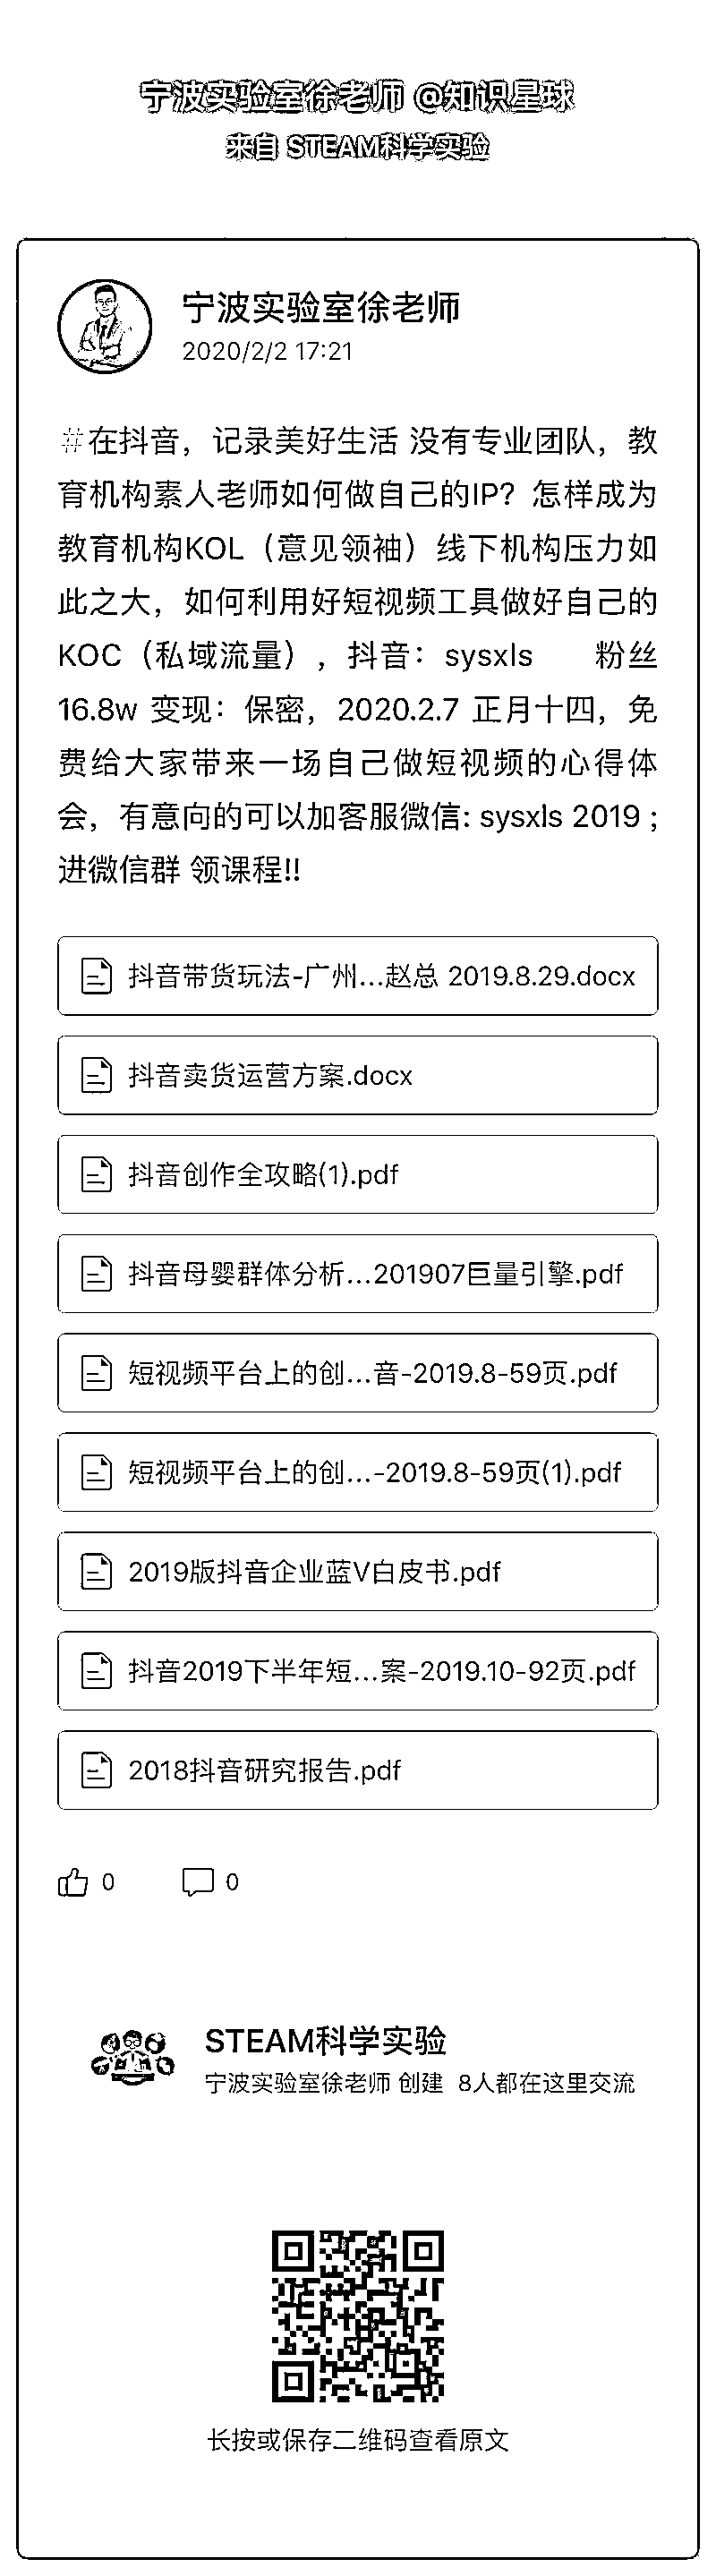 宁波实验室徐老师 @知识星球
来自 STEAM科学实验
宁波实验室徐老师
2020/2/2 17:21
#在抖音，记录美好生活 没有专业团队，教
育机构素人老师如何做自己的IP？怎样成为
教育机构KOL（意见领袖）线下机构压力如
此之大，如何利用好短视频工具做好自己的
KOC（私域流量），抖音：sysxls 粉丝
16.8w 变现：保密，2020.2.7 正月十四，免
费给大家带来一场自己做短视频的心得体
会，有意向的可以加客服微信: sysxls 2019 ;
进微信群 领课程!!
抖音带货玩法-广州...赵总 2019.8.29.docx
抖音卖货运营方案.docx
抖音创作全攻略(1).pdf
抖音母婴群体分析...201907巨量引擎.pdf
短视频平台上的创...音-2019.8-59页.pdf
短视频平台上的创...-2019.8-59页(1).pdf
2019版抖音企业蓝V白皮书.pdf
抖音2019下半年短...案-2019.10-92页.pdf
2018抖音研究报告.pdf
0 0
STEAM科学实验
宁波实验室徐老师 创建 8人都在这里交流
长按或保存二维码查看原文